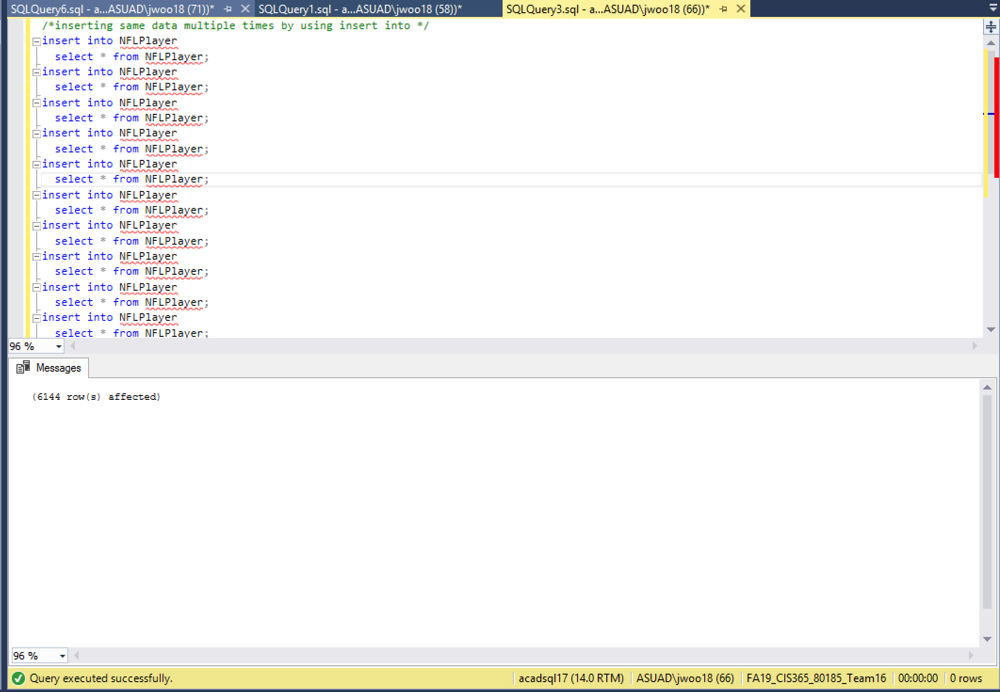 SQLQuery6.sql - a...ASUAD\jwoo18 (71))* SQLQuery1.sql - a...ASUAD\jwoo18 (58))* SQLQuery3.sql - a...ASUAD\jwoo18 (66))*
/*inserting same data multiple times by using insert into */
insert into NFLPlayer
select * from NFLPlayer;
insert into NFLPlayer
select * from NFLPlayer;
insert into NFLPlayer
select * from NFLPlayer;
insert into NFLPlayer
select * from NFLPlayer;
insert into NFLPlayer
select * from NFLPlayer;
insert into NFLPlayer
select * from NFLPlayer;
insert into NFLPlayer
select * from NFLPlayer;
insert into NFLPlayer
select * from NFLPlayer;
insert into NFLPlayer
select * from NFLPlayer;
insert into NFLPlayer
select * from NFLPlayer;
96 %
Messages
(6144 row(s) affected)
96 %
Query executed successfully. acadsql17 (14.0 RTM) ASUAD\jwoo18 (66) FA19_CIS365_80185_Team16 00:00:00 0 rows